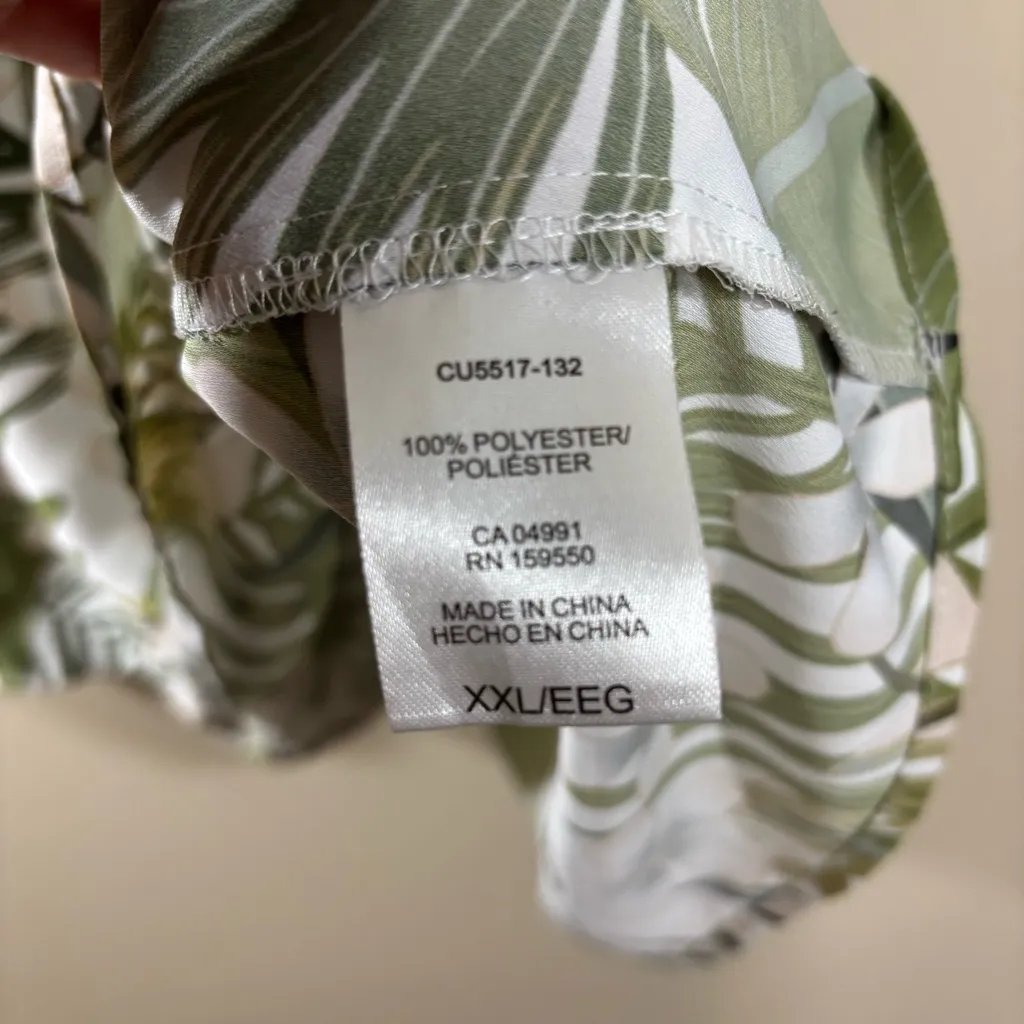 CU5517-132
100% POLYESTER/
POLIÉSTER
CA 04991
RN 159550
MADE IN CHINA
HECHO EN CHINA
XXL/EEG